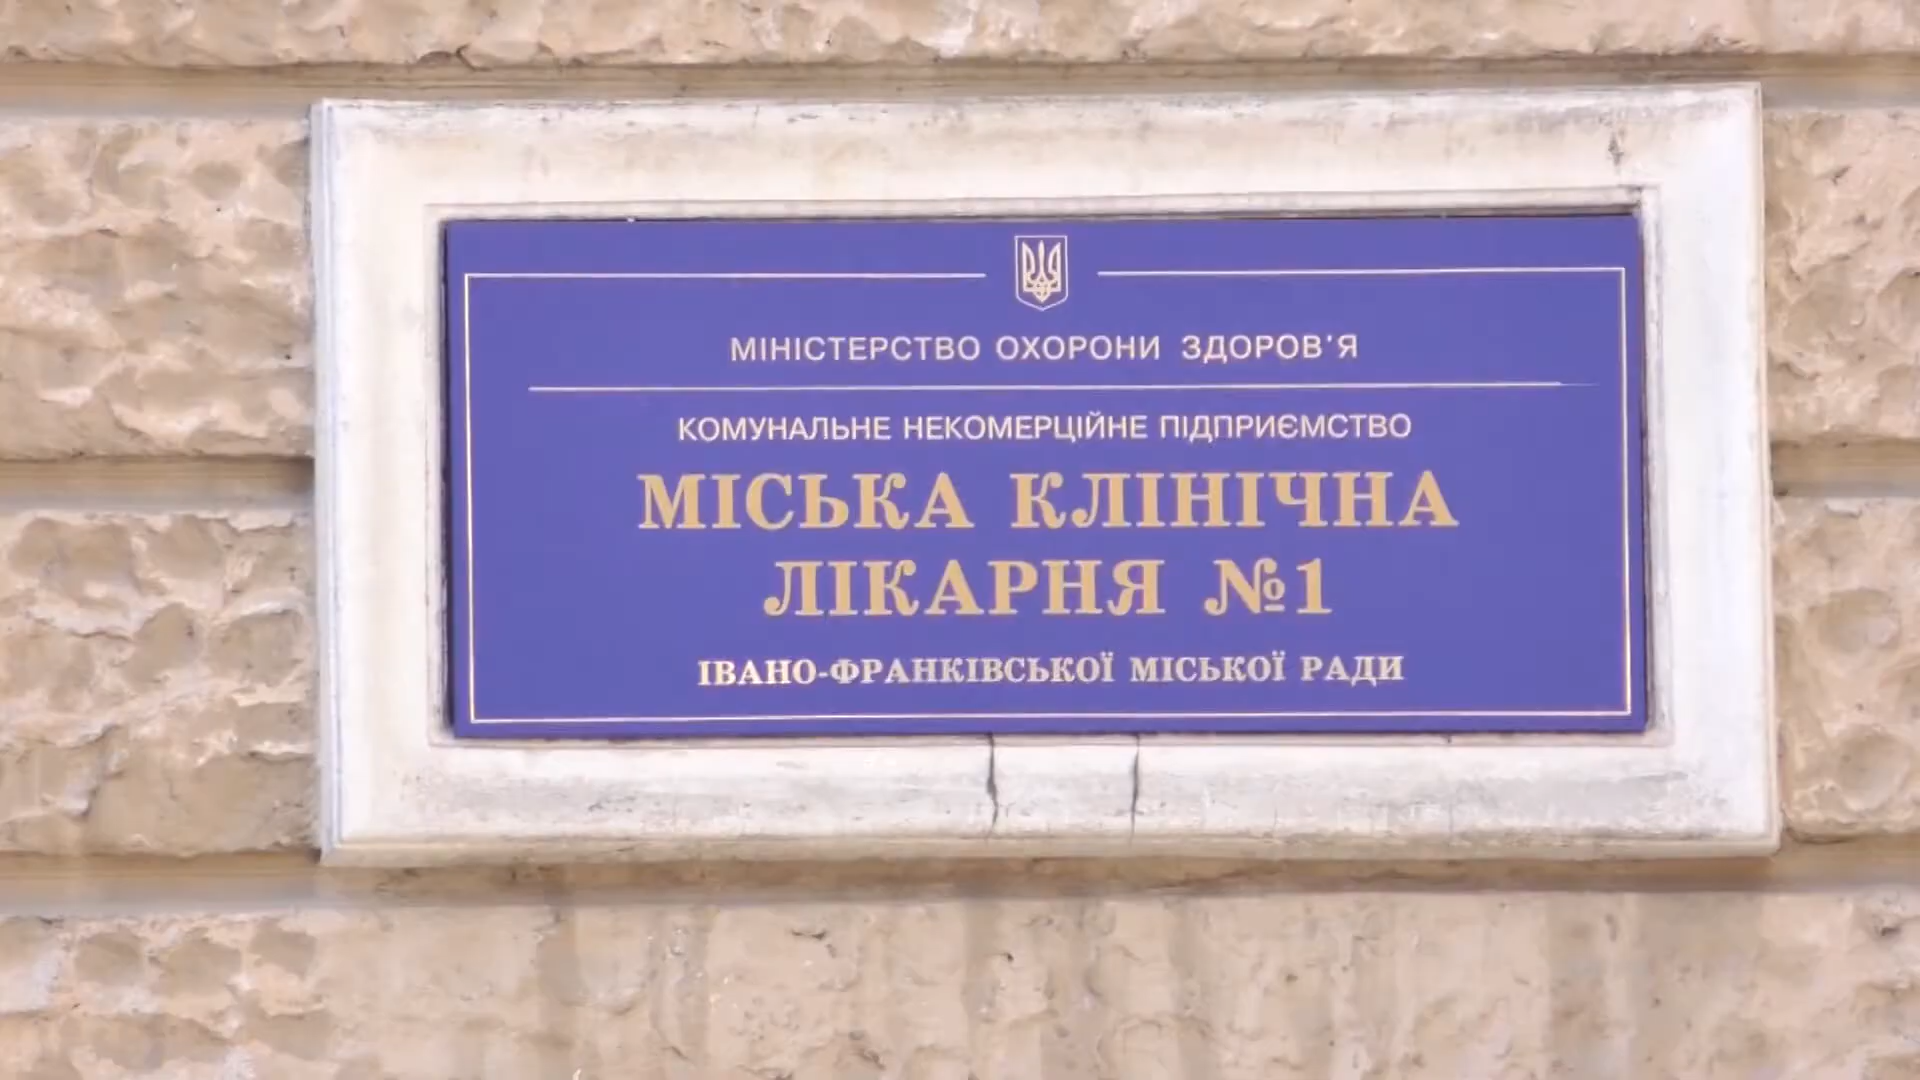 МІНІСТЕРСТВО ОХОРОНИ ЗДОРОВ'Я
КОМУНАЛЬНЕ НЕКОМЕРЦІЙНЕ ПІДПРИЄМСТВО
МІСЬКА КЛІНІЧНА
ЛІКАРНЯ №1
ІВАНО-ФРАНКІВСЬКОЇ МІСЬКОЇ РАДИ